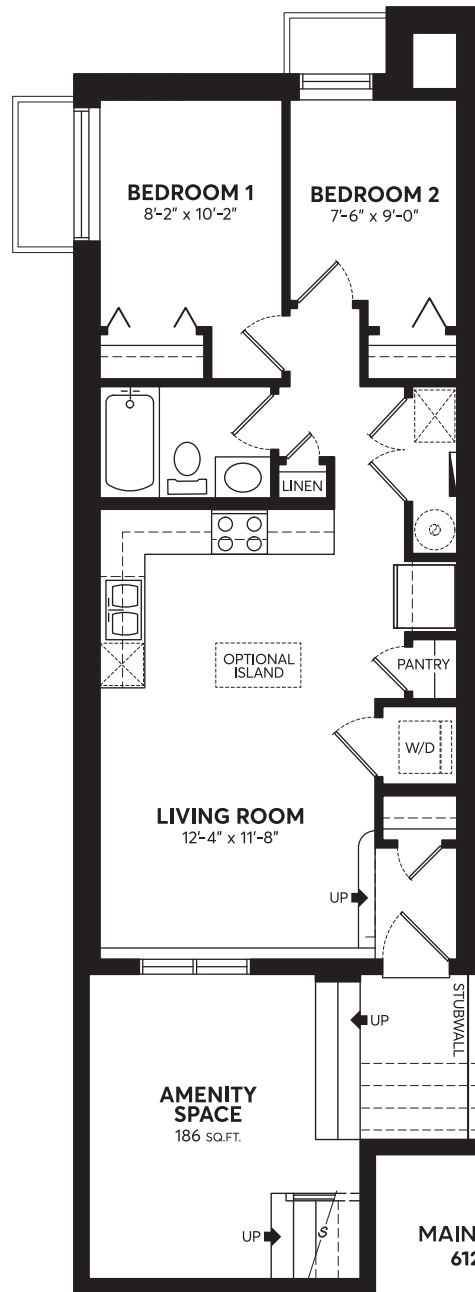 BEDROOM 1
8'-2" x 10'-2"
BEDROOM 2
7'-6" x 9'-0"
LINEN
OPTIONAL
ISLAND
PANTRY
W/D
LIVING ROOM
12'-4" x 11'-8"
UP
UP
STUBWALL
AMENITY
SPACE
186 SQ.FT.
UP
S
MAIN
612